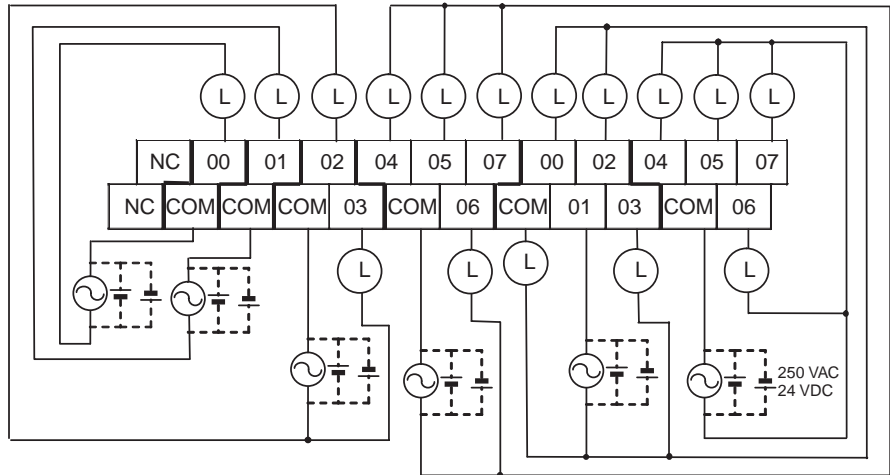 L L L L L L L L L L L
NC 00 01 02 04 05 07 00 02 04 05 07
NC COM COM COM 03 COM 06 COM 01 03 COM 06
L L L L L
250 VAC
24 VDC